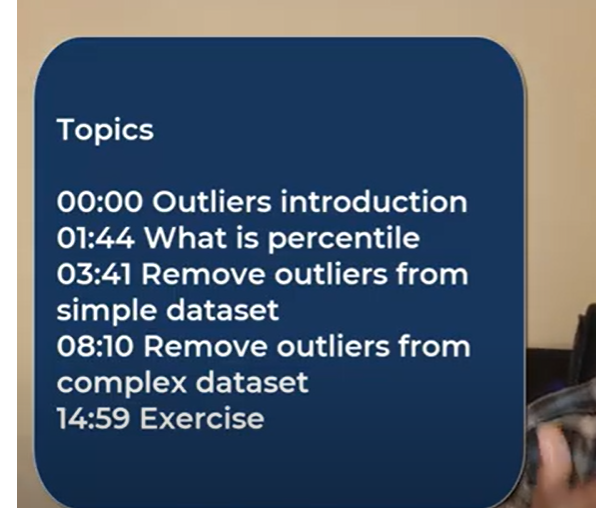 Topics
00:00 Outliers introduction
01:44 What is percentile
03:41 Remove outliers from
simple dataset
08:10 Remove outliers from
complex dataset
14:59 Exercise